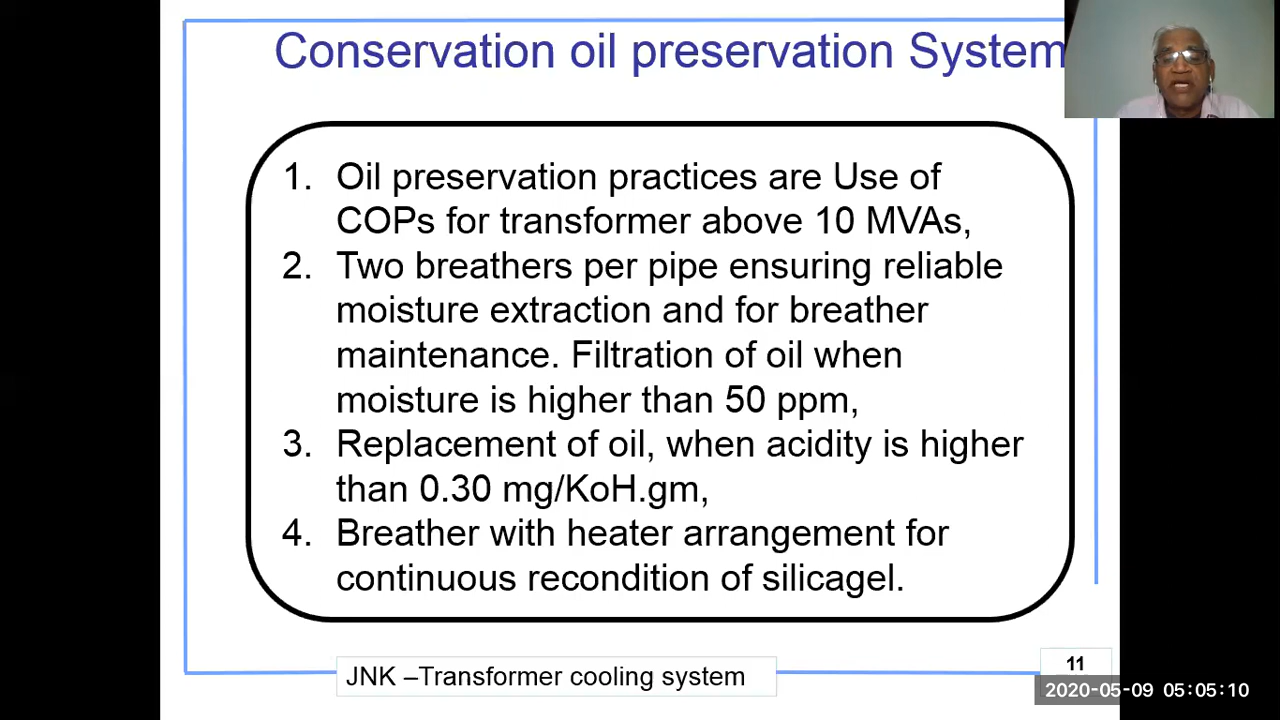 Conservation oil preservation System
1. Oil preservation practices are Use of
COPs for transformer above 10 MVAs,
2. Two breathers per pipe ensuring reliable
moisture extraction and for breather
maintenance. Filtration of oil when
moisture is higher than 50 ppm,
3. Replacement of oil, when acidity is higher
than 0.30 mg/KoH.gm,
4. Breather with heater arrangement for
continuous recondition of silicagel.
JNK –Transformer cooling system
11
2020-05-09 05:05:10